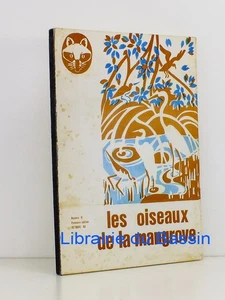 les oiseaux
de la mangrove
Librairie du Bassin